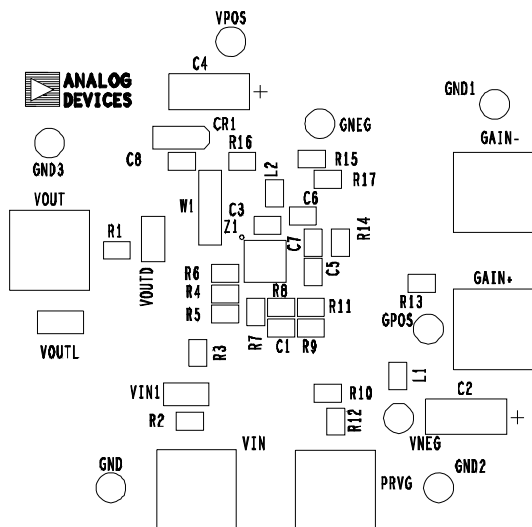 VPOS
C4
ANALOG
DEVICES
GND1
CR1
GNEG
GAIN-
GND3
C8
R16
R15
L2
R17
VOUT
W1
C3
C6
Z1
R1
C7
R14
VOUTD
R6
C5
R4
R8
R13
GAIN+
R5
R11
GPOS
VOUTL
R7
C1
R9
R3
L1
VIN1
R10
C2
R2
R12
VIN
VNEG
GND
PRVG
GND2